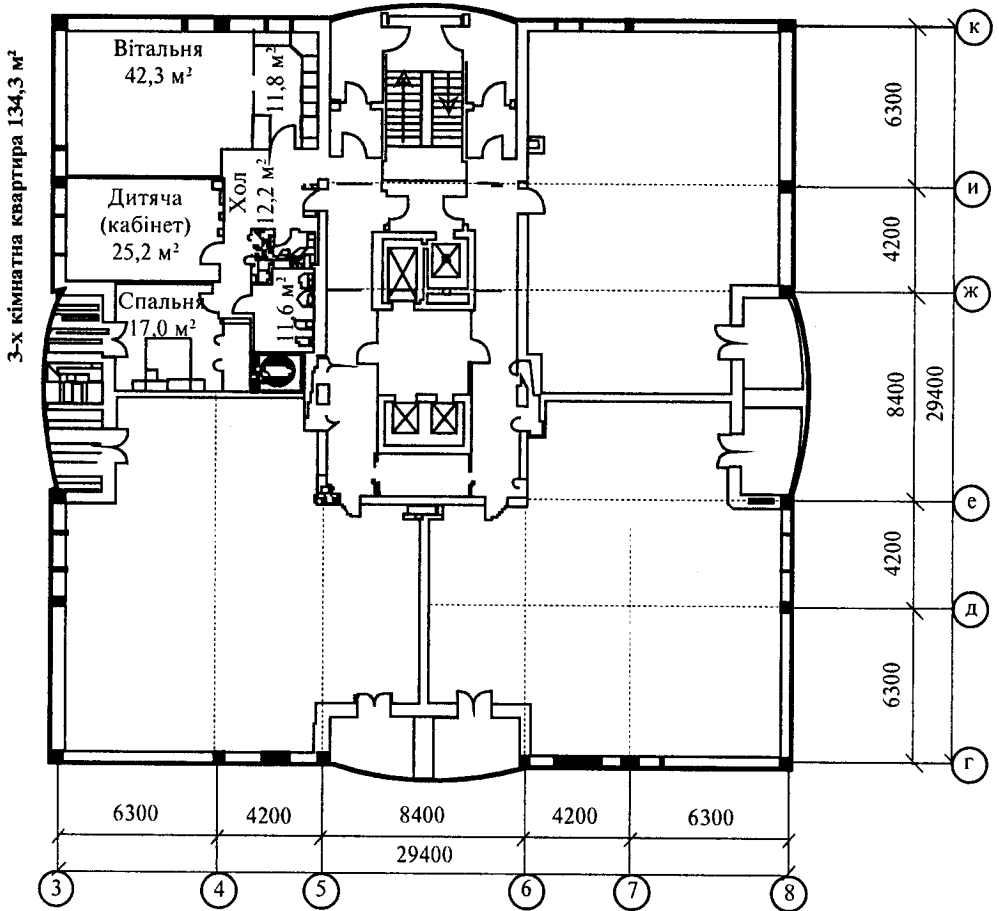 3-х кімнатна квартира 134,3 м²
Вітальня
42,3 м²
11,8 м²
Хол
12,2 м²
Дитяча
(кабінет)
25,2 м²
Спальня
17,0 м²
11,6 м²
к
и
ж
е
д
г
6300
4200
8400
4200
6300
29400
6300
4200
8400
4200
6300
29400
3
4
5
6
7
8